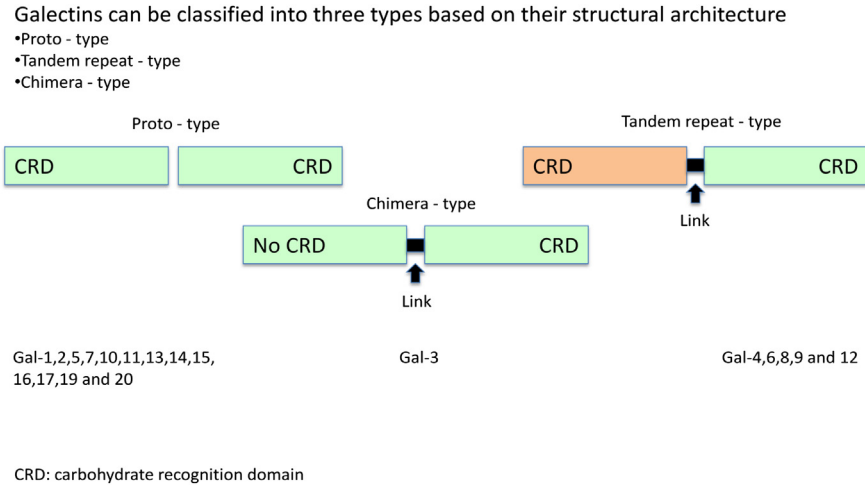 Galectins can be classified into three types based on their structural architecture
•Proto - type
•Tandem repeat - type
•Chimera - type
Proto - type
Tandem repeat - type
CRD
CRD
CRD
CRD
Chimera - type
Link
No CRD
CRD
Link
Gal-1,2,5,7,10,11,13,14,15,
16,17,19 and 20
Gal-3
Gal-4,6,8,9 and 12
CRD: carbohydrate recognition domain